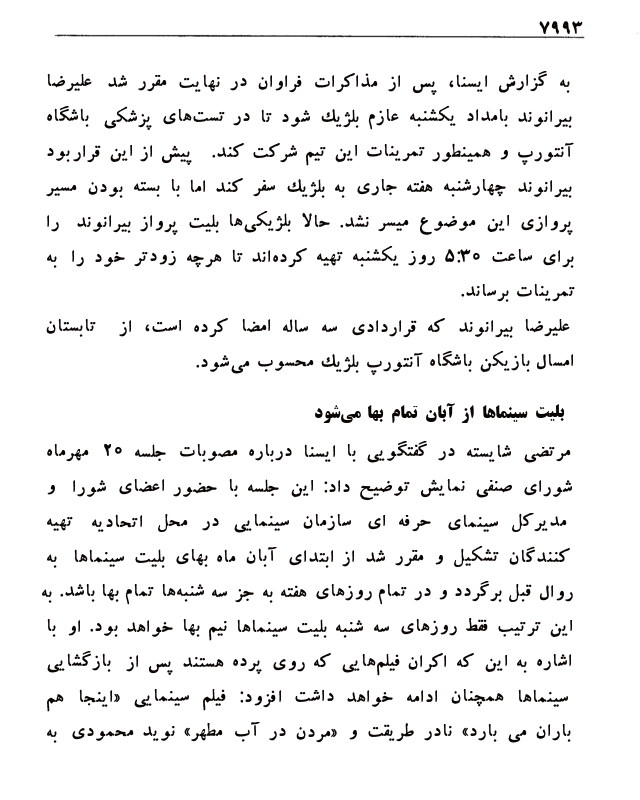 ۷۹۹۳
به گزارش ایسنا، پس از مذاکرات فراوان در نهایت مقرر شد علیرضا
بیرانوند بامداد یکشنبه عازم بلژیك شود تا در تست‌های پزشکی باشگاه
آنتورپ و همینطور تمرینات این تیم شرکت کند. پیش از این قرار بود
بیرانوند چهارشنبه هفته جاری به بلژیك سفر کند اما با بسته بودن مسیر
پروازی این موضوع میسر نشد. حالا بلژیکی‌ها بلیت پرواز بیرانوند را
برای ساعت ۵:۳۰ روز یکشنبه تهیه کرده‌اند تا هرچه زودتر خود را به
تمرینات برساند.
علیرضا بیرانوند که قراردادی سه ساله امضا کرده است، از تابستان
امسال بازیکن باشگاه آنتورپ بلژیك محسوب می‌شود.
بلیت سینماها از آبان تمام بها می‌شود
مرتضی شایسته در گفتگویی با ایسنا درباره مصوبات جلسه ۲۰ مهرماه
شورای صنفی نمایش توضیح داد: این جلسه با حضور اعضای شورا و
مدیرکل سینمای حرفه ای سازمان سینمایی در محل اتحادیه تهیه
کنندگان تشکیل و مقرر شد از ابتدای آبان ماه بهای بلیت سینماها به
روال قبل برگردد و در تمام روزهای هفته به جز سه شنبه‌ها تمام بها باشد. به
این ترتیب فقط روزهای سه شنبه بلیت سینماها نیم بها خواهد بود. او با
اشاره به این که اکران فیلم‌هایی که روی پرده هستند پس از بازگشایی
سینماها همچنان ادامه خواهد داشت افزود: فیلم سینمایی «اینجا هم
باران می بارد» نادر طریقت و «مردن در آب مطهر» نوید محمودی به